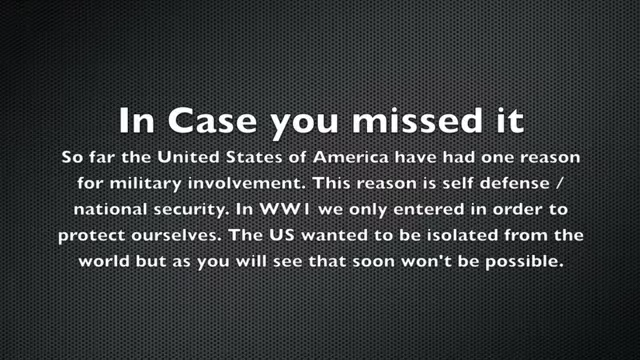 In Case you missed it
So far the United States of America have had one reason
for military involvement. This reason is self defense /
national security. In WW1 we only entered in order to
protect ourselves. The US wanted to be isolated from the
world but as you will see that soon won't be possible.